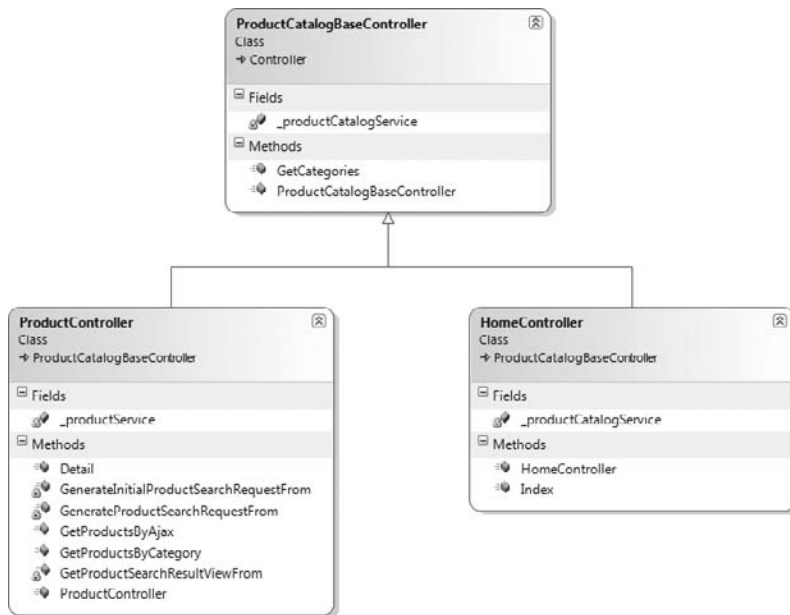 ProductCatalogBaseController
Class
Controller
Fields
_productCatalogService
Methods
GetCategories
ProductCatalogBaseController
ProductController
Class
ProductCatalogBaseController
Fields
_productService
Methods
Detail
GenerateInitialProductSearchRequestFrom
GenerateProductSearchRequestFrom
GetProductsByAjax
GetProductsByCategory
GetProductSearchResultViewFrom
ProductController
HomeController
Class
ProductCatalogBaseController
Fields
_productCatalogService
Methods
HomeController
Index